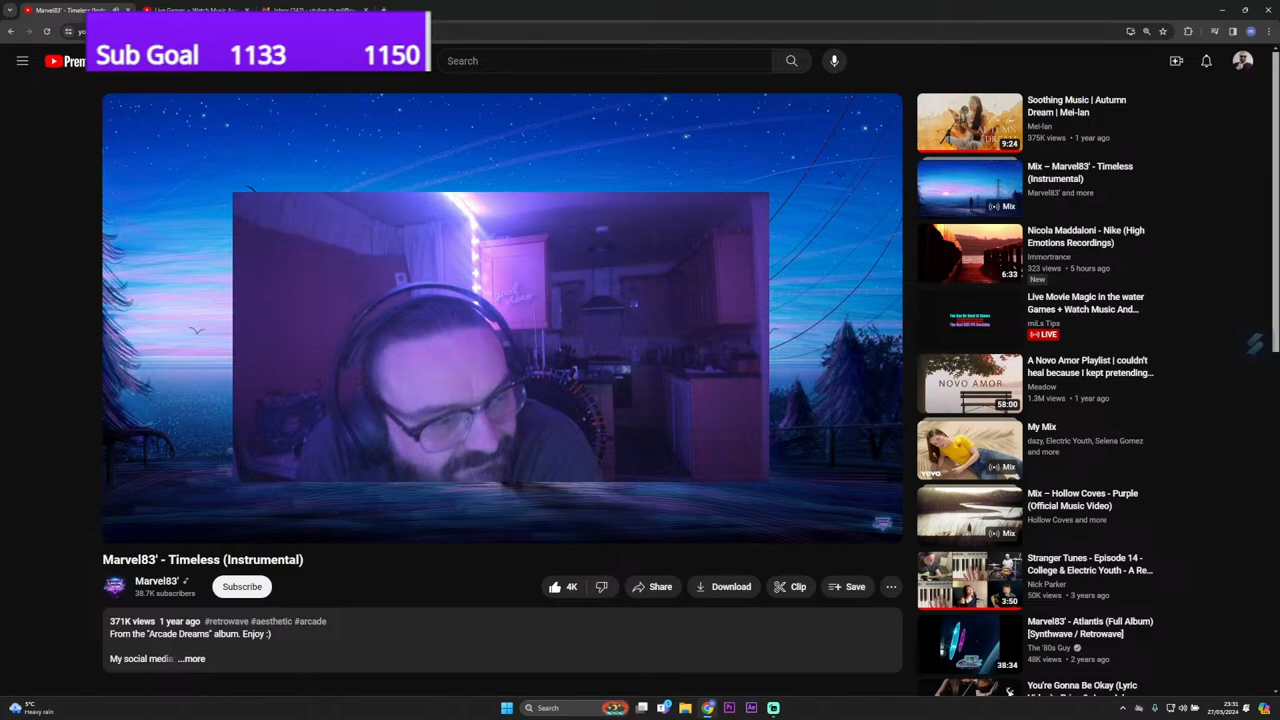 Marvel83' - Timeless
Sub Goal 1133 1150
Search
Soothing Music | Autumn
Dream | Mei-lan
Mei-lan
375K views • 1 year ago
AUTUMN
DREAM
9:24
Mix – Marvel83' - Timeless
(Instrumental)
Marvel83' and more
Mix
Nicola Maddaloni - Nike (High
Emotions Recordings)
Immortrance
323 views • 5 hours ago
New
6:33
Live Movie Magic in the water
Games + Watch Music And...
miLs Tips
LIVE
A Novo Amor Playlist | couldn't
heal because I kept pretending...
Meadow
1.3M views • 1 year ago
NOVO AMOR
58:00
My Mix
dazy, Electric Youth, Selena Gomez
and more
vevo
Mix
Mix – Hollow Coves - Purple
(Official Music Video)
Hollow Coves and more
Mix
Stranger Tunes - Episode 14 -
College & Electric Youth - A Re...
Nick Parker
50K views • 3 years ago
3:50
Marvel83' - Atlantis (Full Album)
[Synthwave / Retrowave]
The '80s Guy
48K views • 2 years ago
38:34
You're Gonna Be Okay (Lyric
Marvel83' - Timeless (Instrumental)
Marvel83'
38.7K subscribers
Subscribe
4K
Share
Download
Clip
Save
371K views 1 year ago #retrowave #aesthetic #arcade
From the "Arcade Dreams" album. Enjoy :)
My social media ...more
5°C
Heavy rain
Search
23:31
27/03/2024